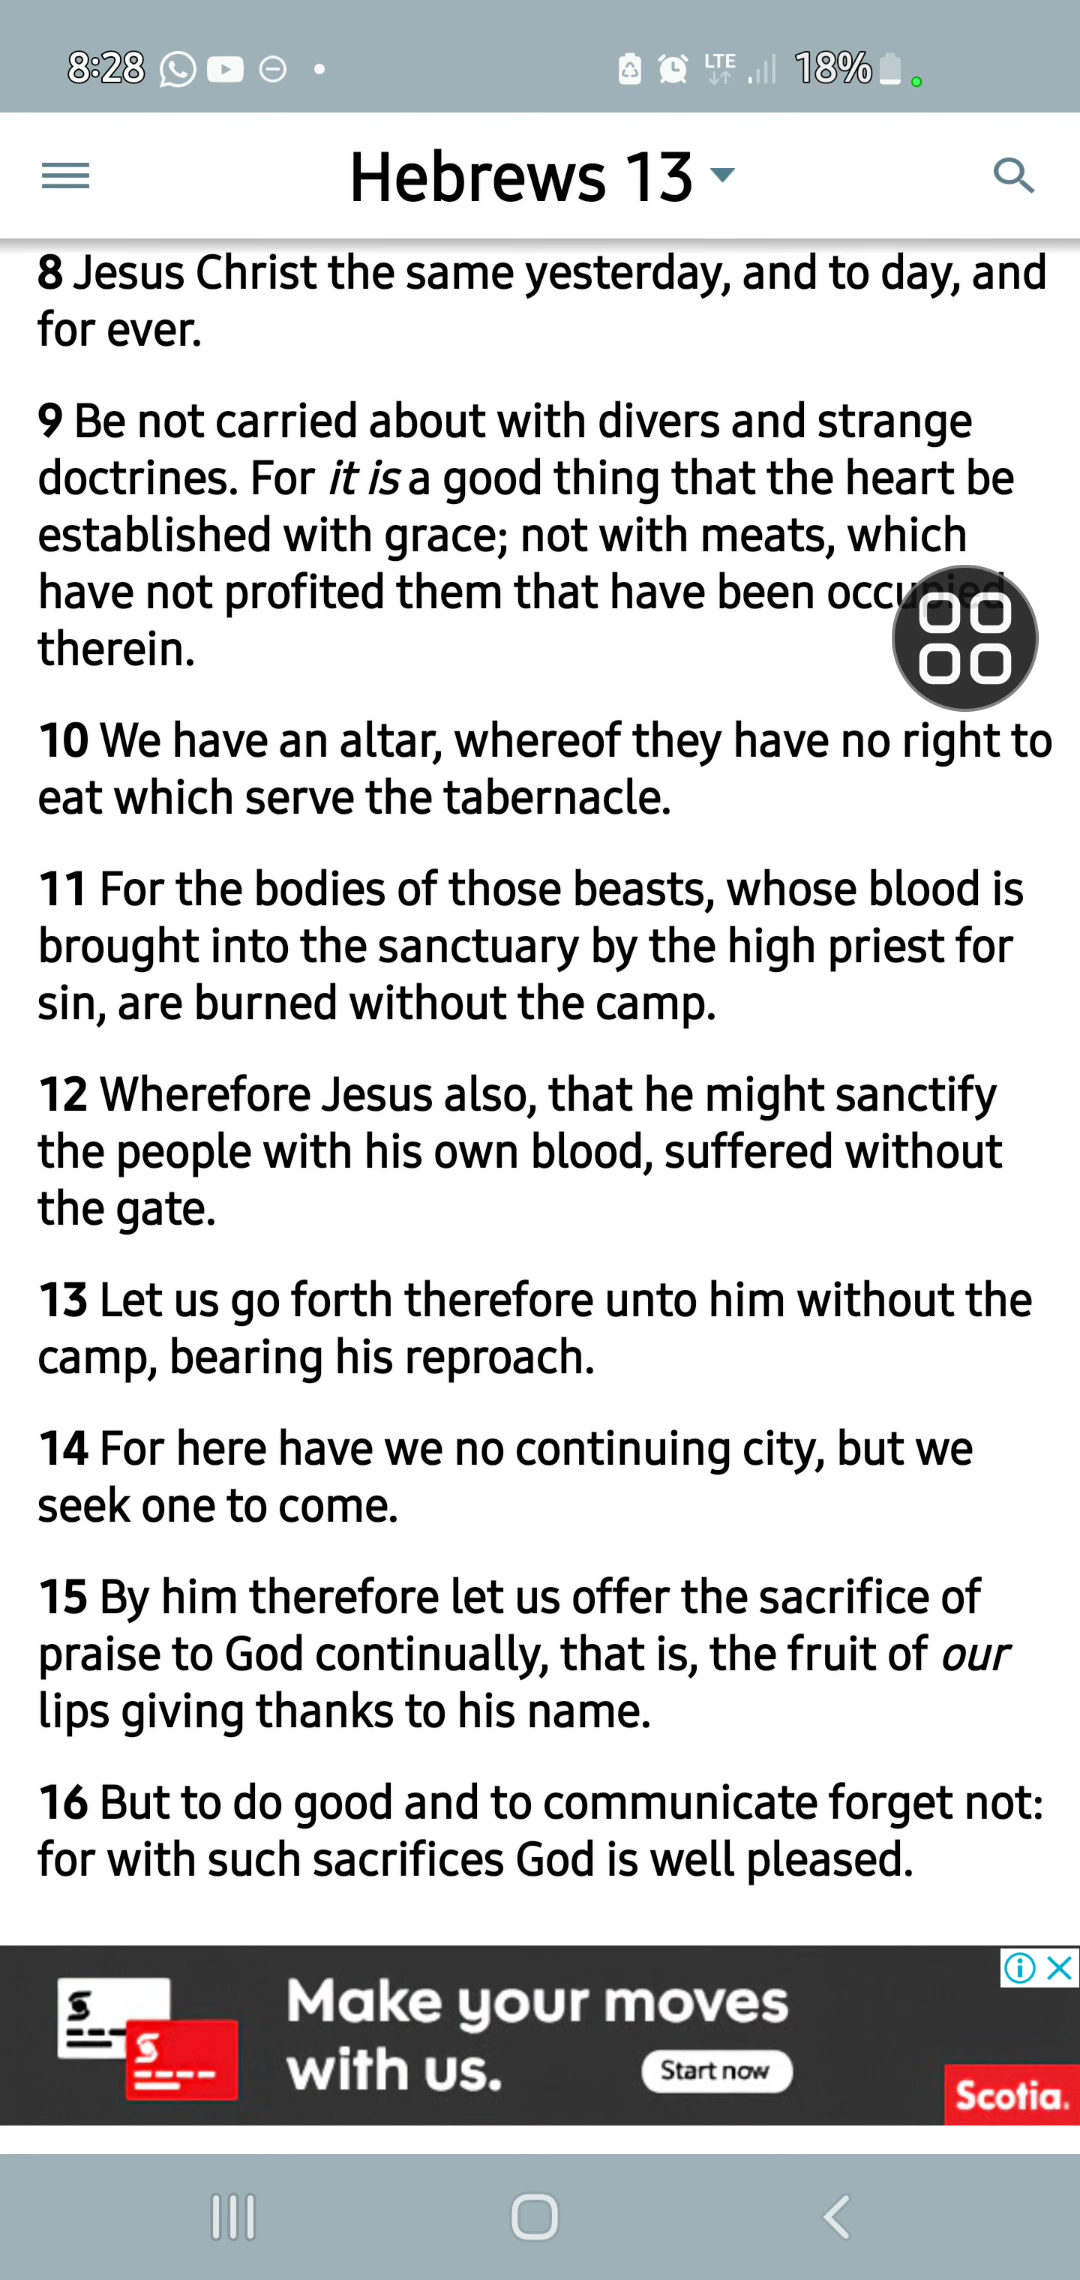 8:28
LTE
18%
Hebrews 13
8 Jesus Christ the same yesterday, and to day, and
for ever.
9 Be not carried about with divers and strange
doctrines. For it is a good thing that the heart be
established with grace; not with meats, which
have not profited them that have been occupied
therein.
10 We have an altar, whereof they have no right to
eat which serve the tabernacle.
11 For the bodies of those beasts, whose blood is
brought into the sanctuary by the high priest for
sin, are burned without the camp.
12 Wherefore Jesus also, that he might sanctify
the people with his own blood, suffered without
the gate.
13 Let us go forth therefore unto him without the
camp, bearing his reproach.
14 For here have we no continuing city, but we
seek one to come.
15 By him therefore let us offer the sacrifice of
praise to God continually, that is, the fruit of our
lips giving thanks to his name.
16 But to do good and to communicate forget not:
for with such sacrifices God is well pleased.
Make your moves
with us.
Start now
Scotia.